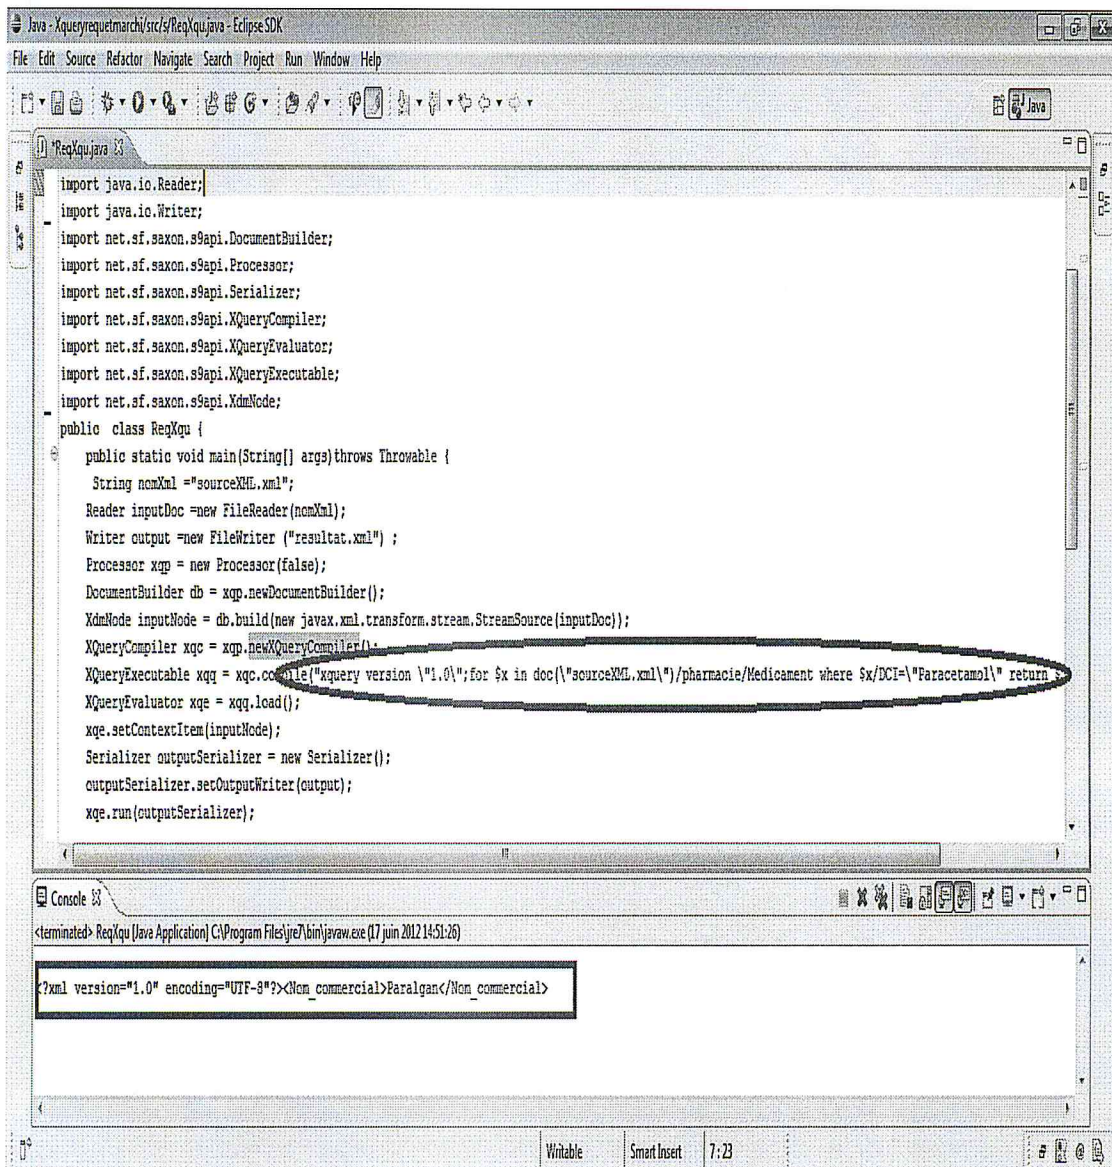 Java - Xqueryrequetmarchi/src/s/ReqXqu.java - Eclipse SDK
File Edit Source Refactor Navigate Search Project Run Window Help
Java
*ReqXqu.java
import java.io.Reader;
import java.io.Writer;
import net.sf.saxon.s9api.DocumentBuilder;
import net.sf.saxon.s9api.Processor;
import net.sf.saxon.s9api.Serializer;
import net.sf.saxon.s9api.XQueryCompiler;
import net.sf.saxon.s9api.XQueryEvaluator;
import net.sf.saxon.s9api.XQueryExecutable;
import net.sf.saxon.s9api.XdmNode;
public class ReqXqu {
public static void main(String[] args)throws Throwable {
String nomXml ="sourceXML.xml";
Reader inputDoc =new FileReader(nomXml);
Writer output =new FileWriter ("resultat.xml") ;
Processor xqp = new Processor(false);
DocumentBuilder db = xqp.newDocumentBuilder();
XdmNode inputNode = db.build(new javax.xml.transform.stream.StreamSource(inputDoc));
XQueryCompiler xqc = xqp.newXQueryCompiler();
XQueryExecutable xqq = xqc.compile("xquery version \"1.0\";for $x in doc(\"sourceXML.xml\")/pharmacie/Medicament where $x/DCI=\"Paracetamol\" return $
XQueryEvaluator xqe = xqq.load();
xqe.setContextItem(inputNode);
Serializer outputSerializer = new Serializer();
outputSerializer.setOutputWriter(output);
xqe.run(outputSerializer);
Console
<terminated> ReqXqu [Java Application] C:\Program Files\jre7\bin\javaw.exe (17 juin 2012 14:51:26)
<?xml version="1.0" encoding="UTF-8"?><Nom_commercial>Paralgan</Nom_commercial>
Writable Smart Insert 7:23